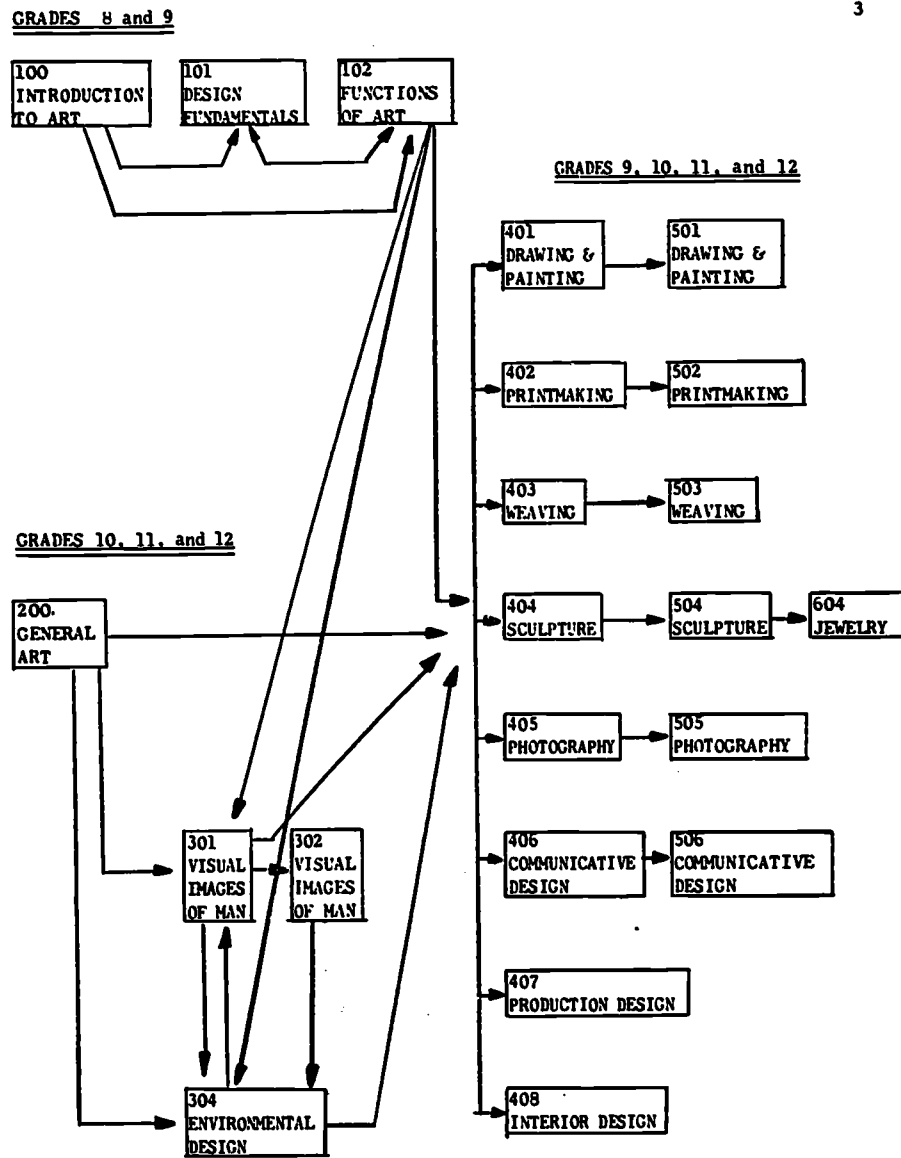 3
GRADES 8 and 9
100
INTRODUCTION
TO ART
101
DESIGN
FUNDAMENTALS
102
FUNCTIONS
OF ART
GRADES 9, 10, 11, and 12
401
DRAWING &
PAINTING
501
DRAWING &
PAINTING
402
PRINTMAKING
502
PRINTMAKING
403
WEAVING
503
WEAVING
GRADES 10, 11, and 12
200.
GENERAL
ART
404
SCULPTURE
504
SCULPTURE
604
JEWELRY
405
PHOTOGRAPHY
505
PHOTOGRAPHY
301
VISUAL
IMAGES
OF MAN
302
VISUAL
IMAGES
OF MAN
406
COMMUNICATIVE
DESIGN
506
COMMUNICATIVE
DESIGN
407
PRODUCTION DESIGN
304
ENVIRONMENTAL
DESIGN
408
INTERIOR DESIGN